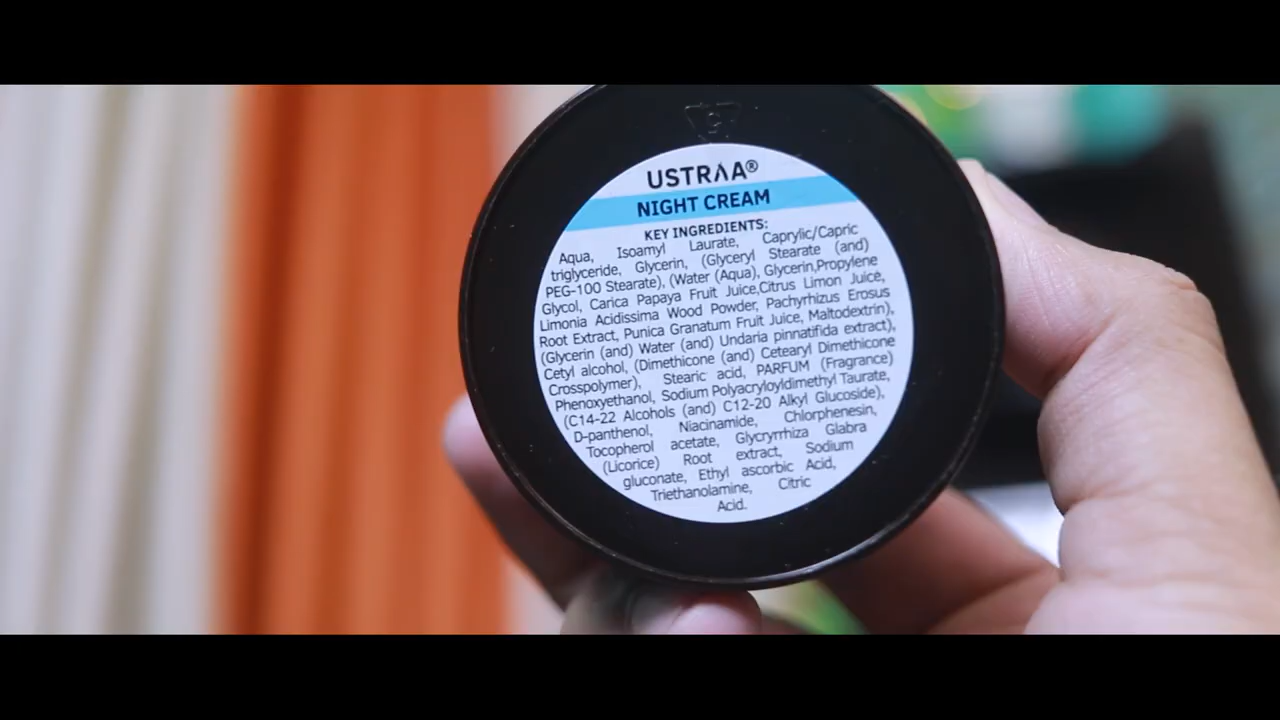 USTRAA®
NIGHT CREAM
KEY INGREDIENTS:
Aqua, Isoamyl Laurate, Caprylic/Capric
triglyceride, Glycerin, (Glyceryl Stearate (and)
PEG-100 Stearate), (Water (Aqua), Glycerin,Propylene
Glycol, Carica Papaya Fruit Juice,Citrus Limon Juice,
Limonia Acidissima Wood Powder, Pachyrhizus Erosus
Root Extract, Punica Granatum Fruit Juice, Maltodextrin),
(Glycerin (and) Water (and) Undaria pinnatifida extract),
Cetyl alcohol, (Dimethicone (and) Cetearyl Dimethicone
Crosspolymer), Stearic acid, PARFUM (Fragrance)
Phenoxyethanol, Sodium Polyacryloyldimethyl Taurate,
(C14-22 Alcohols (and) C12-20 Alkyl Glucoside),
D-panthenol, Niacinamide, Chlorphenesin,
Tocopherol acetate, Glycyrrhiza Glabra
(Licorice) Root extract, Sodium
gluconate, Ethyl ascorbic Acid,
Triethanolamine, Citric
Acid.